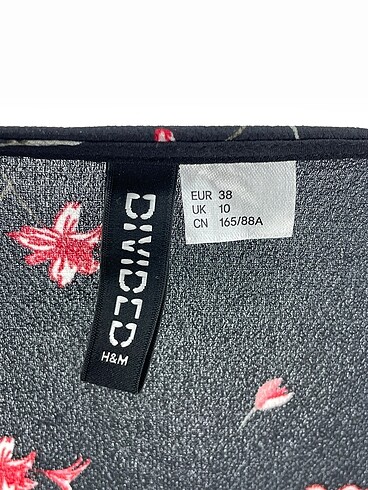 DIVIDED
H&M
EUR 38
UK 10
CN 165/88A